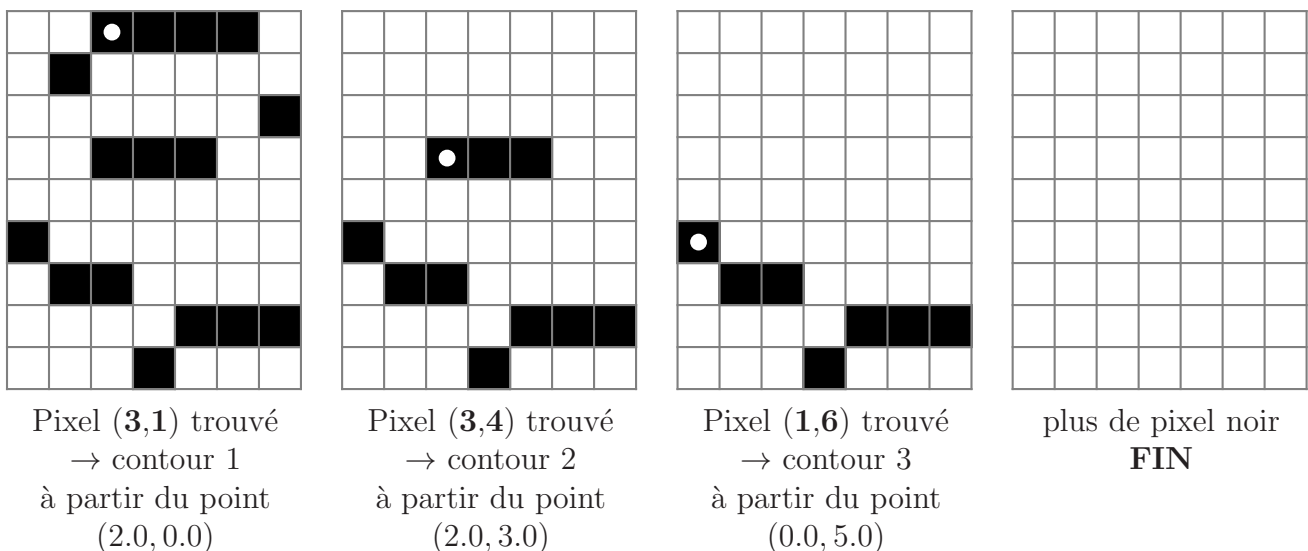 Pixel (3,1) trouvé
→ contour 1
à partir du point
(2.0, 0.0)
Pixel (3,4) trouvé
→ contour 2
à partir du point
(2.0, 3.0)
Pixel (1,6) trouvé
→ contour 3
à partir du point
(0.0, 5.0)
plus de pixel noir
FIN